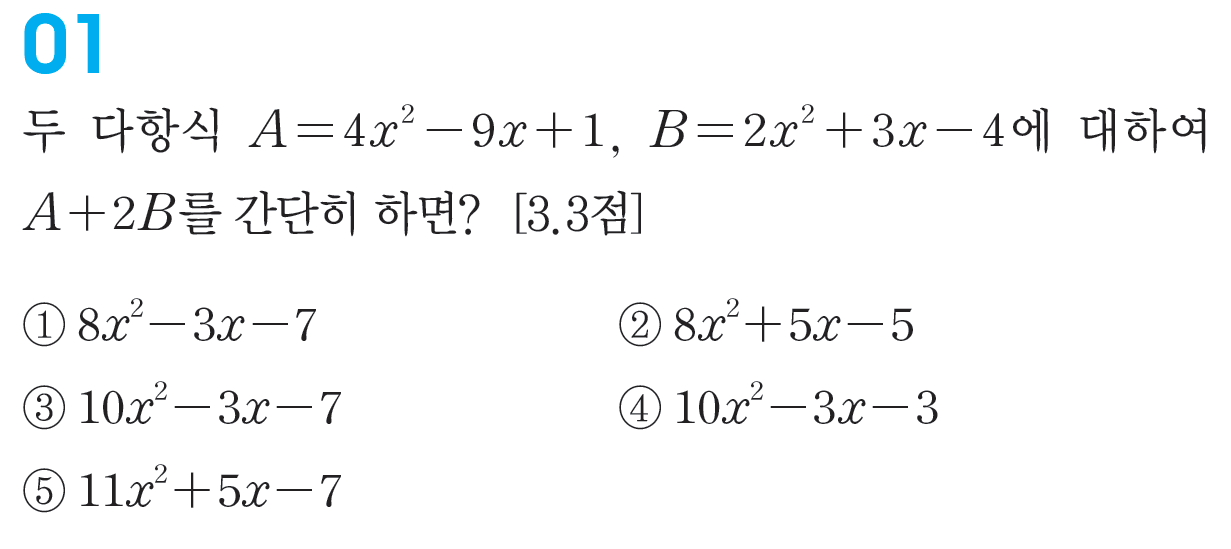 01
두 다항식 A=4x²-9x+1, B=2x²+3x-4에 대하여
A+2B를 간단히 하면? [3.3점]
① 8x²-3x-7 ② 8x²+5x-5
③ 10x²-3x-7 ④ 10x²-3x-3
⑤ 11x²+5x-7